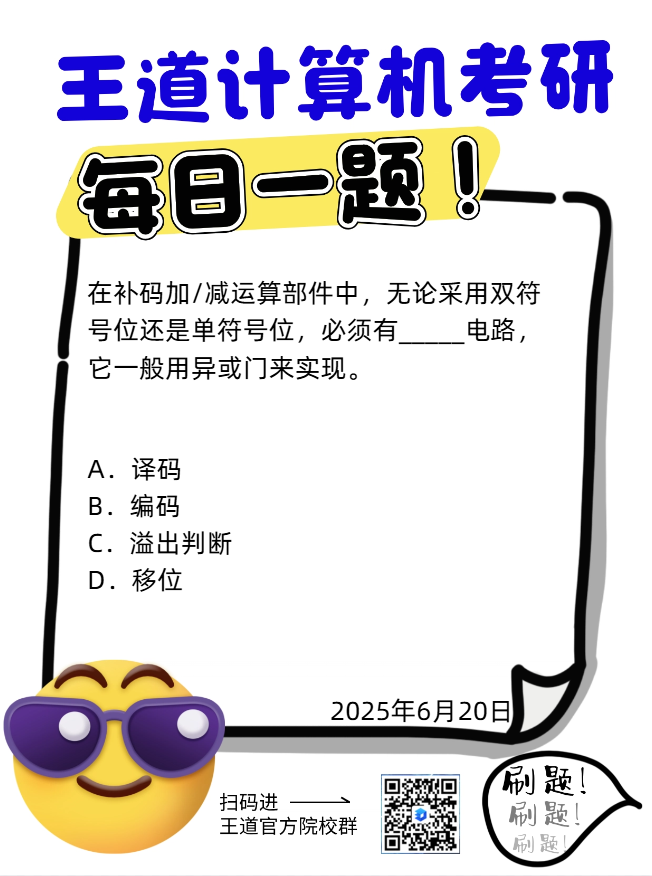 王道计算机考研
每日一题！
在补码加/减运算部件中，无论采用双符
号位还是单符号位，必须有_____电路，
它一般用异或门来实现。
A．译码
B．编码
C．溢出判断
D．移位
2025年6月20日
扫码进
王道官方院校群
刷题！
刷题！
刷题！